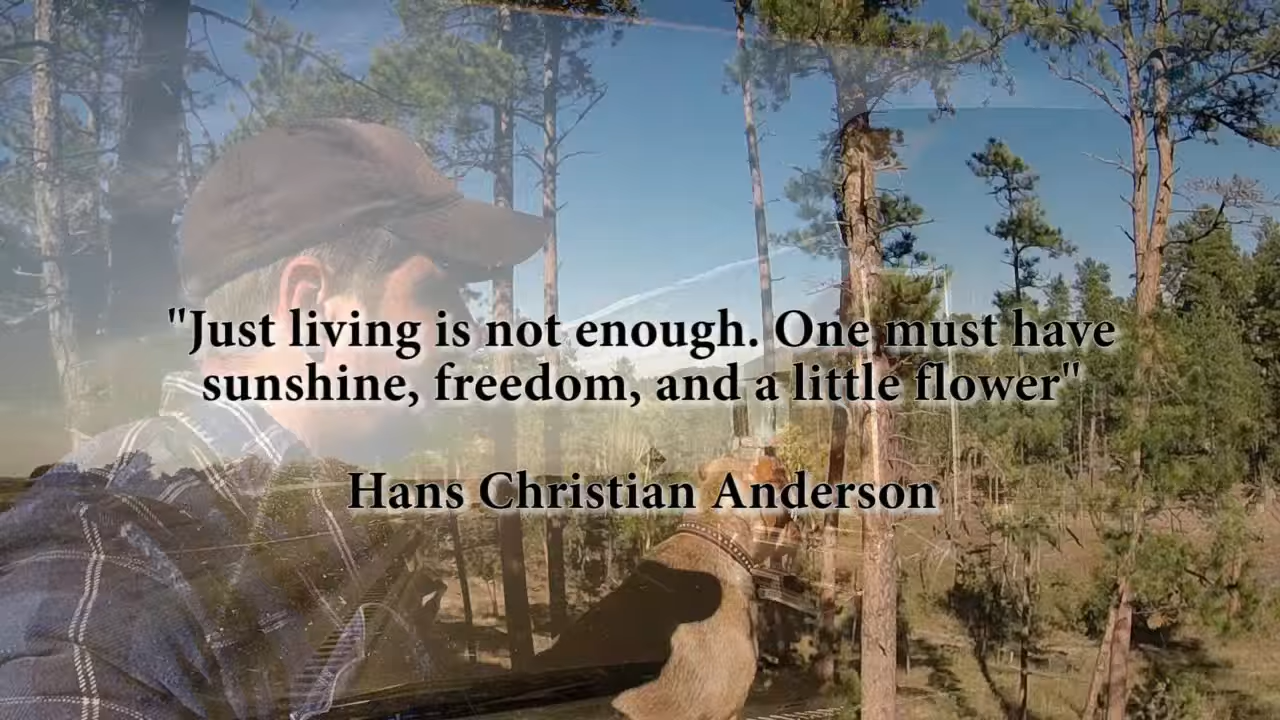 "Just living is not enough. One must have
sunshine, freedom, and a little flower"
Hans Christian Anderson